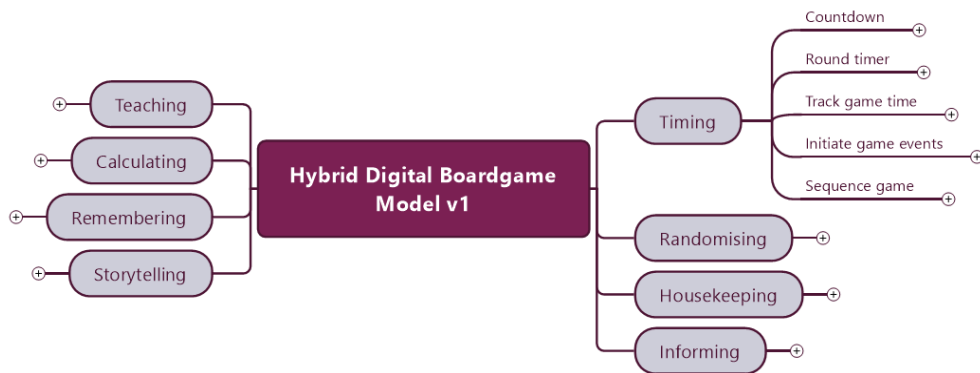 Hybrid Digital Boardgame
Model v1
Teaching
Calculating
Remembering
Storytelling
Timing
Countdown
Round timer
Track game time
Initiate game events
Sequence game
Randomising
Housekeeping
Informing